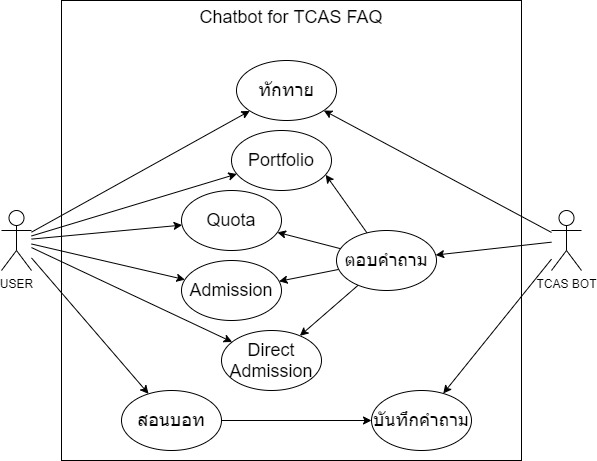 Chatbot for TCAS FAQ
ทักทาย
Portfolio
Quota
ตอบคำถาม
USER
TCAS BOT
Admission
Direct
Admission
สอนบอท
บันทึกคำถาม